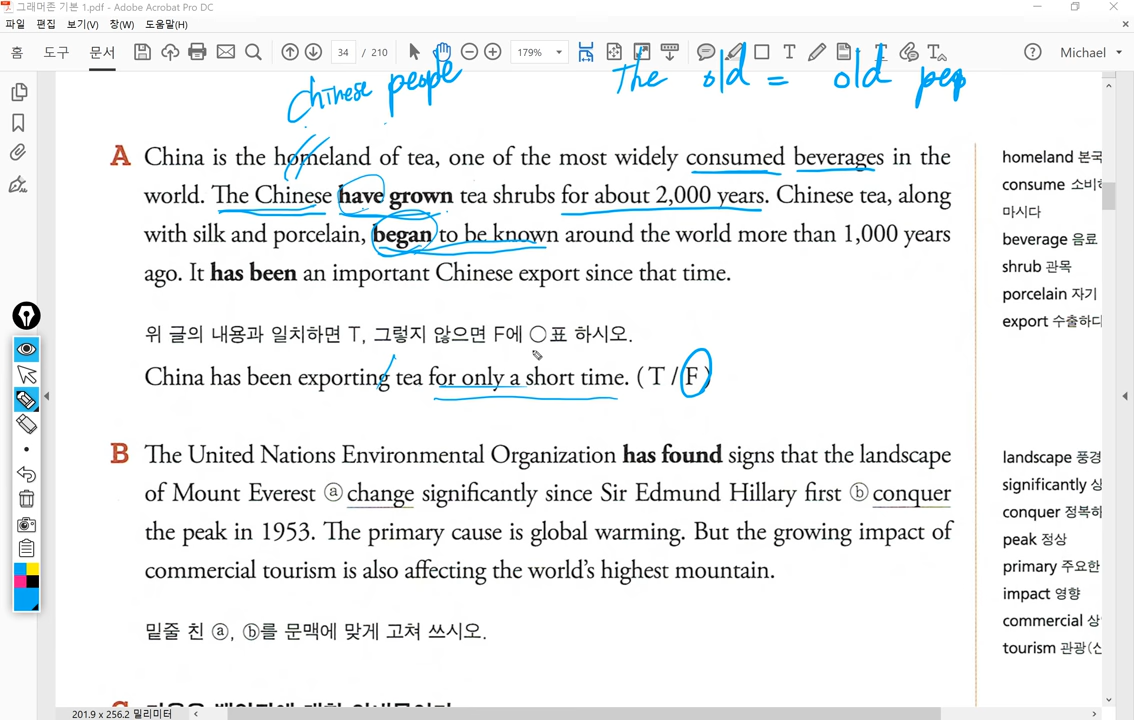 그래머존 기본 1.pdf - Adobe Acrobat Pro DC
파일 편집 보기(V) 창(W) 도움말(H)
홈 도구 문서 34 / 210 179% Michael
Chinese people
The old = old peop
A China is the homeland of tea, one of the most widely consumed beverages in the
world. The Chinese have grown tea shrubs for about 2,000 years. Chinese tea, along
with silk and porcelain, began to be known around the world more than 1,000 years
ago. It has been an important Chinese export since that time.
위 글의 내용과 일치하면 T, 그렇지 않으면 F에 ○표 하시오.
China has been exporting tea for only a short time. ( T / F )
homeland 본국
consume 소비하
마시다
beverage 음료
shrub 관목
porcelain 자기
export 수출하다
B The United Nations Environmental Organization has found signs that the landscape
of Mount Everest ⓐ change significantly since Sir Edmund Hillary first ⓑ conquer
the peak in 1953. The primary cause is global warming. But the growing impact of
commercial tourism is also affecting the world's highest mountain.
밑줄 친 ⓐ, ⓑ를 문맥에 맞게 고쳐 쓰시오.
landscape 풍경
significantly 상
conquer 정복하
peak 정상
primary 주요한
impact 영향
commercial 상
tourism 관광(산
201.9 x 256.2 밀리미터